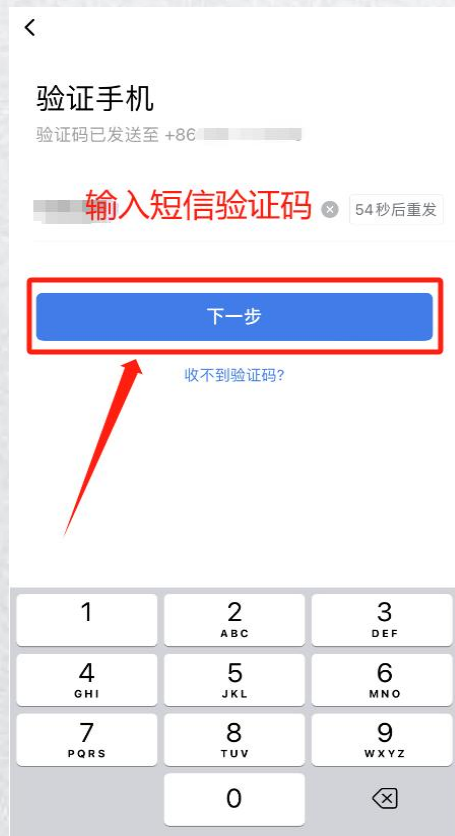 验证手机
验证码已发送至 +86
输入短信验证码
54秒后重发
下一步
收不到验证码?
1
2
ABC
3
DEF
4
GHI
5
JKL
6
MNO
7
PQRS
8
TUV
9
WXYZ
0